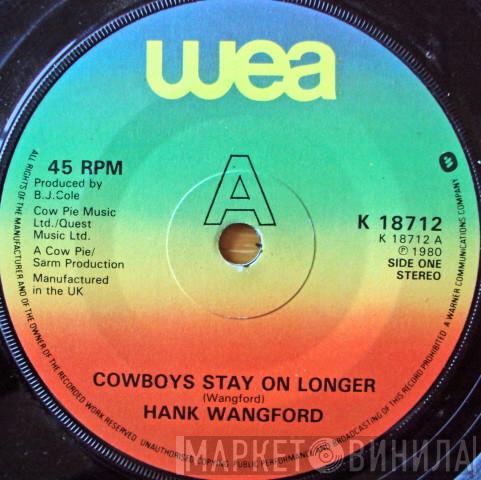 wea
45 RPM
Produced by
B.J.Cole
Cow Pie Music
Ltd./Quest
Music Ltd.
A Cow Pie/
Sarm Production
Manufactured
in the UK
A
K 18712
K 18712 A
℗ 1980
SIDE ONE
STEREO
COWBOYS STAY ON LONGER
(Wangford)
HANK WANGFORD
ALL RIGHTS OF THE MANUFACTURER AND OF THE OWNER OF THE RECORDED WORK RESERVED UNAUTHORISED COPYING PUBLIC PERFORMANCE AND BROADCASTING OF THIS RECORD PROHIBITED A WARNER COMMUNICATIONS COMPANY
МАРКЕТ ВИНИЛА